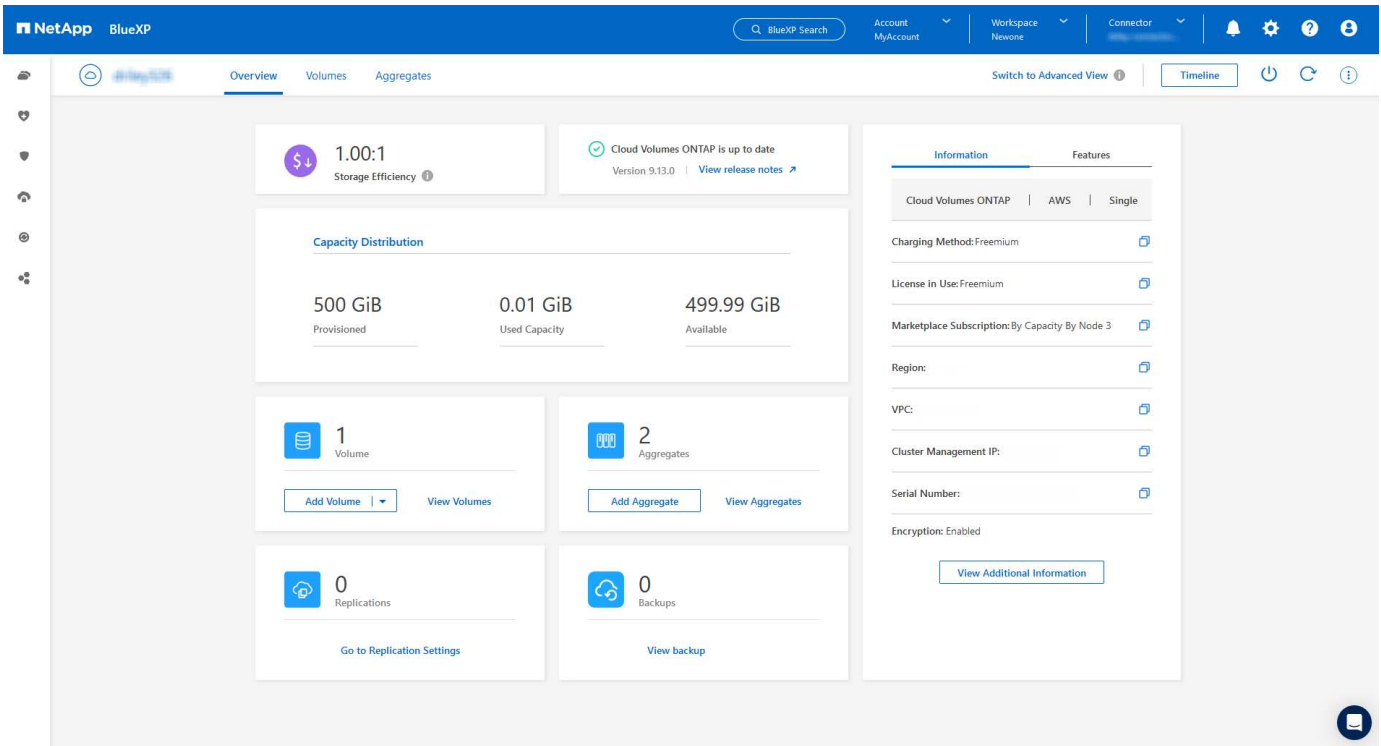 NetApp BlueXP
BlueXP Search
Account
MyAccount
Workspace
Newone
Connector
Overview Volumes Aggregates
Switch to Advanced View
Timeline
1.00:1
Storage Efficiency
Cloud Volumes ONTAP is up to date
Version 9.13.0 | View release notes
Capacity Distribution
500 GiB
Provisioned
0.01 GiB
Used Capacity
499.99 GiB
Available
1
Volume
Add Volume
View Volumes
2
Aggregates
Add Aggregate
View Aggregates
0
Replications
Go to Replication Settings
0
Backups
View backup
Information Features
Cloud Volumes ONTAP | AWS | Single
Charging Method: Freemium
License in Use: Freemium
Marketplace Subscription: By Capacity By Node 3
Region:
VPC:
Cluster Management IP:
Serial Number:
Encryption: Enabled
View Additional Information